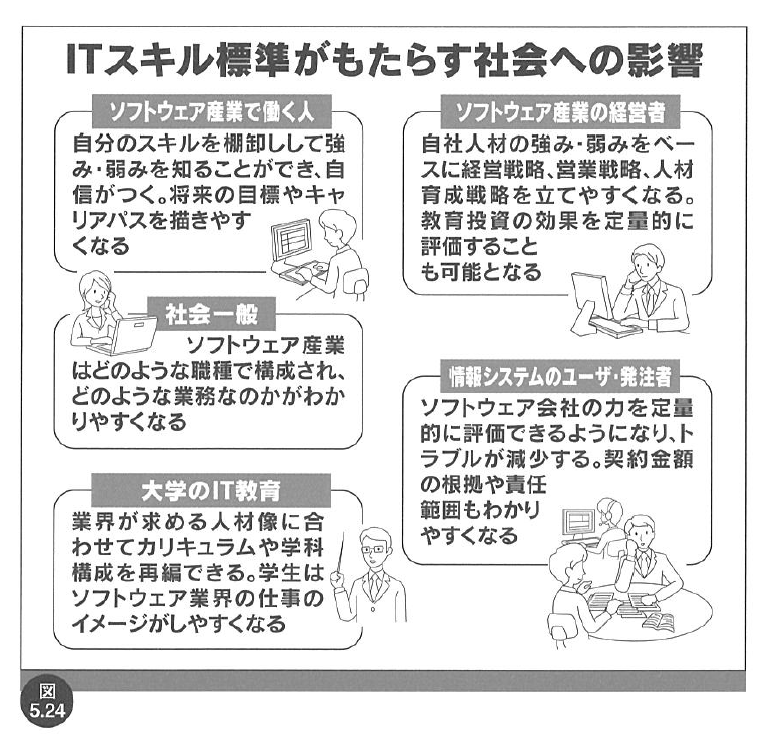 ITスキル標準がもたらす社会への影響
ソフトウェア産業で働く人
自分のスキルを棚卸しして強
み・弱みを知ることができ、自
信がつく。将来の目標やキャ
リアパスを描きやす
くなる
社会一般
ソフトウェア産業
はどのような職種で構成され、
どのような業務なのかがわか
りやすくなる
大学のIT教育
業界が求める人材像に合
わせてカリキュラムや学科
構成を再編できる。学生は
ソフトウェア業界の仕事の
イメージがしやすくなる
ソフトウェア産業の経営者
自社人材の強み・弱みをベー
スに経営戦略、営業戦略、人材
育成戦略を立てやすくなる。
教育投資の効果を定量的に
評価すること
も可能となる
情報システムのユーザ・発注者
ソフトウェア会社の力を定量
的に評価できるようになり、ト
ラブルが減少する。契約金額
の根拠や責任
範囲もわかり
やすくなる
図
5.24